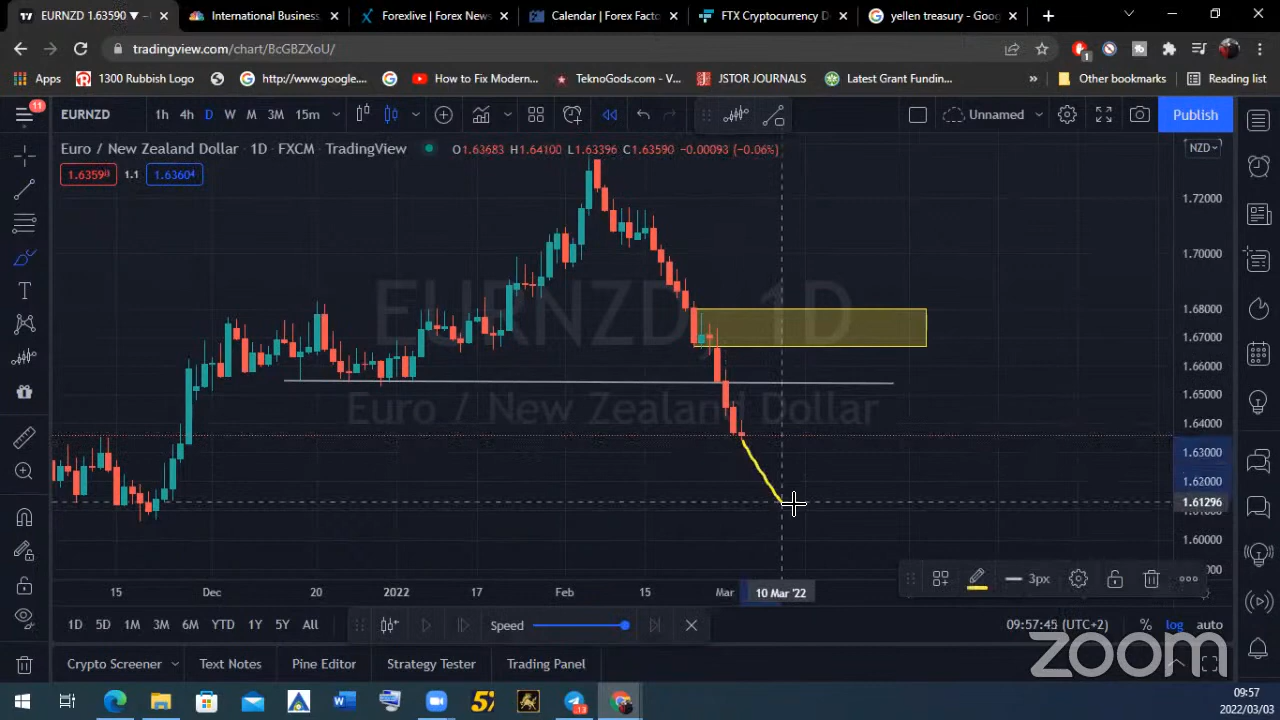 EURNZD 1.63590 ▼
International Business,
Forexlive | Forex News
Calendar | Forex Facto
FTX Cryptocurrency D
yellen treasury - Goog
tradingview.com/chart/BcGBZXoU/
1
Apps
1300 Rubbish Logo
http://www.google....
How to Fix Modern...
TeknoGods.com - V...
JSTOR JOURNALS
Latest Grant Fundin...
»
Other bookmarks
Reading list
11
EURNZD
1h 4h D W M 3M 15m
Unnamed
Publish
Euro / New Zealand Dollar · 1D · FXCM · TradingView
O1.63683 H1.64100 L1.63396 C1.63590 −0.00093 (−0.06%)
NZD
1.63590
1.1
1.63604
EURNZD, 1D
Euro / New Zealand Dollar
1.72000
1.70000
1.68000
1.67000
1.66000
1.65000
1.64000
1.63000
1.62000
1.61296
1.60000
3px
15 Dec 20 2022 17 Feb 15 Mar 10 Mar '22
1D 5D 1M 3M 6M YTD 1Y 5Y All
Speed
09:57:45 (UTC+2)
% log auto
Crypto Screener
Text Notes
Pine Editor
Strategy Tester
Trading Panel
zoom
13
09:57
2022/03/03